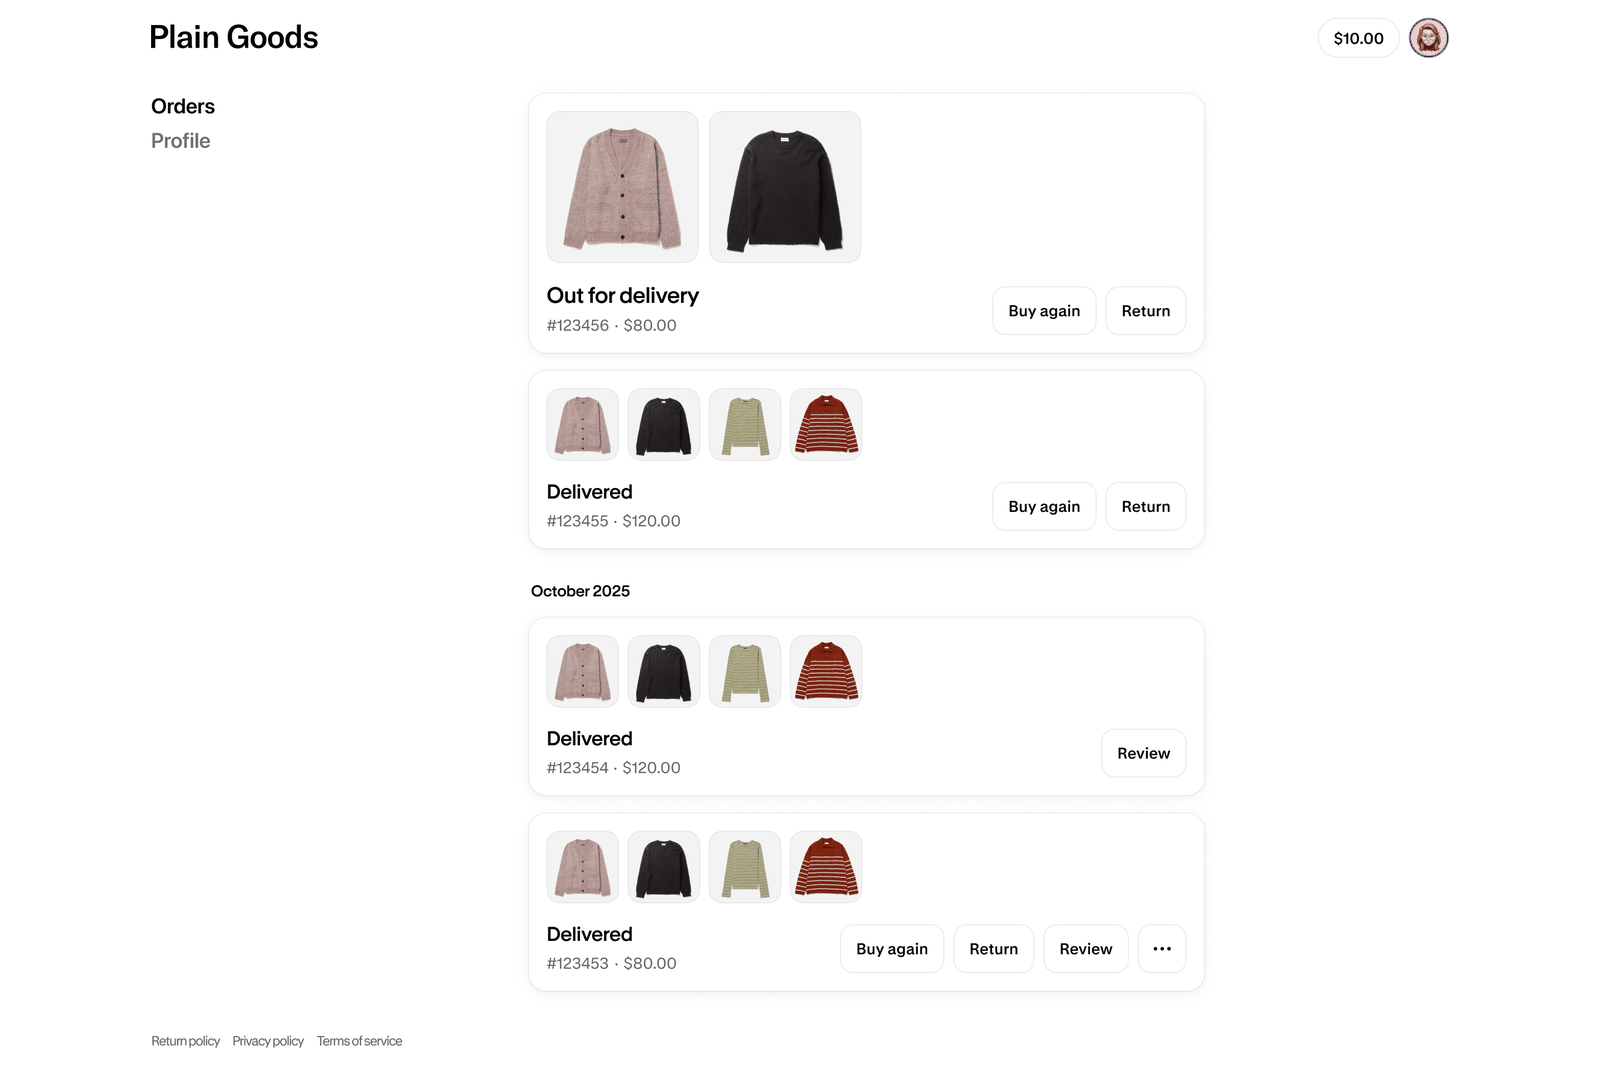 Plain Goods
$10.00
Orders
Profile
Out for delivery
#123456 · $80.00
Buy again
Return
Delivered
#123455 · $120.00
Buy again
Return
October 2025
Delivered
#123454 · $120.00
Review
Delivered
#123453 · $80.00
Buy again
Return
Review
Return policy
Privacy policy
Terms of service